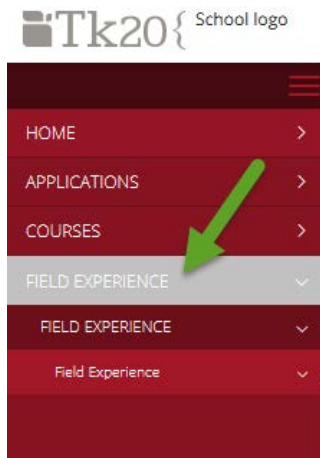 Tk20{ School logo
HOME
APPLICATIONS
COURSES
FIELD EXPERIENCE
FIELD EXPERIENCE
Field Experience